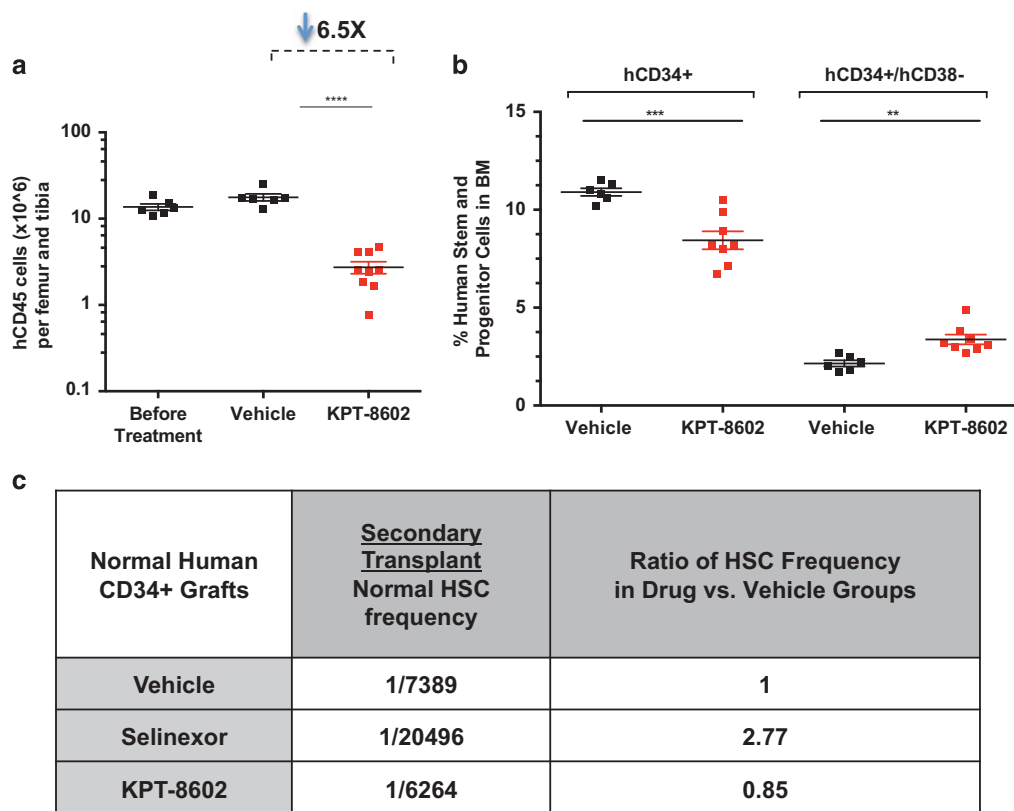 6.5X
a
****
hCD45 cells (x10^6)
per femur and tibia
100
10
1
0.1
Before
Treatment
Vehicle
KPT-8602
b
hCD34+
hCD34+/hCD38-
***
**
% Human Stem and
Progenitor Cells in BM
15
10
5
0
Vehicle
KPT-8602
Vehicle
KPT-8602
c
Normal Human
CD34+ Grafts
Secondary
Transplant
Normal HSC
frequency
Ratio of HSC Frequency
in Drug vs. Vehicle Groups
Vehicle
1/7389
1
Selinexor
1/20496
2.77
KPT-8602
1/6264
0.85